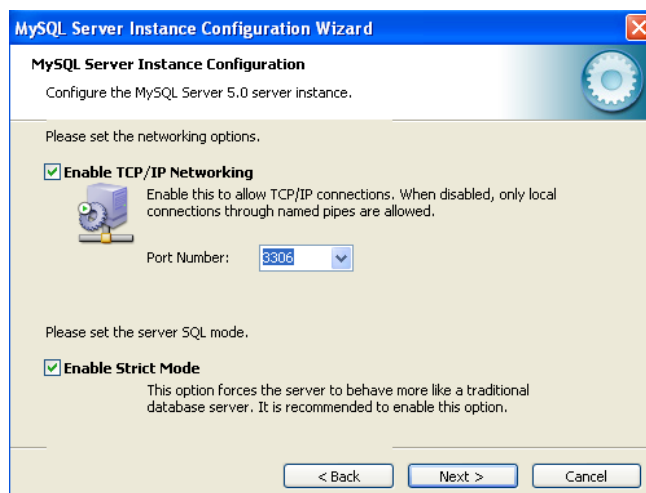 MySQL Server Instance Configuration Wizard
MySQL Server Instance Configuration
Configure the MySQL Server 5.0 server instance.
Please set the networking options.
Enable TCP/IP Networking
Enable this to allow TCP/IP connections. When disabled, only local
connections through named pipes are allowed.
Port Number: 3306
Please set the server SQL mode.
Enable Strict Mode
This option forces the server to behave more like a traditional
database server. It is recommended to enable this option.
< Back Next > Cancel